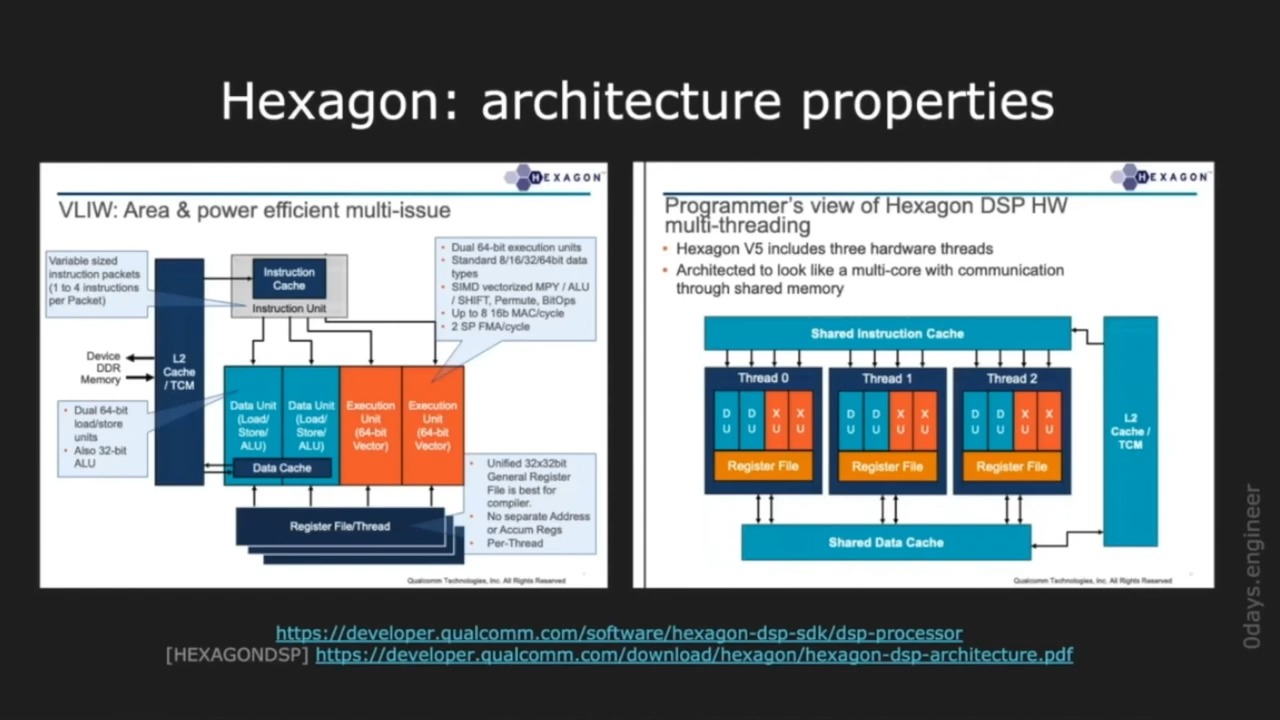 Hexagon: architecture properties
HEXAGON™
VLIW: Area & power efficient multi-issue
Variable sized
instruction packets
(1 to 4 instructions
per Packet)
Instruction
Cache
Instruction Unit
• Dual 64-bit execution units
• Standard 8/16/32/64bit data
types
• SIMD vectorized MPY / ALU
/ SHIFT, Permute, BitOps
• Up to 8 16b MAC/cycle
• 2 SP FMA/cycle
Device
DDR
Memory
L2
Cache
/ TCM
• Dual 64-bit
load/store
units
• Also 32-bit
ALU
Data Unit
(Load/
Store/
ALU)
Data Unit
(Load/
Store/
ALU)
Execution
Unit
(64-bit
Vector)
Execution
Unit
(64-bit
Vector)
Data Cache
Register File/Thread
• Unified 32x32bit
General Register
File is best for
compiler.
• No separate Address
or Accum Regs
• Per-Thread
Qualcomm Technologies, Inc. All Rights Reserved
HEXAGON™
Programmer's view of Hexagon DSP HW
multi-threading
• Hexagon V5 includes three hardware threads
• Architected to look like a multi-core with communication
through shared memory
Shared Instruction Cache
Thread 0
D
U
D
U
X
U
X
U
Register File
Thread 1
D
U
D
U
X
U
X
U
Register File
Thread 2
D
U
D
U
X
U
X
U
Register File
L2
Cache /
TCM
Shared Data Cache
Qualcomm Technologies, Inc. All Rights Reserved
https://developer.qualcomm.com/software/hexagon-dsp-sdk/dsp-processor
[HEXAGONDSP] https://developer.qualcomm.com/download/hexagon/hexagon-dsp-architecture.pdf
0days.engineer